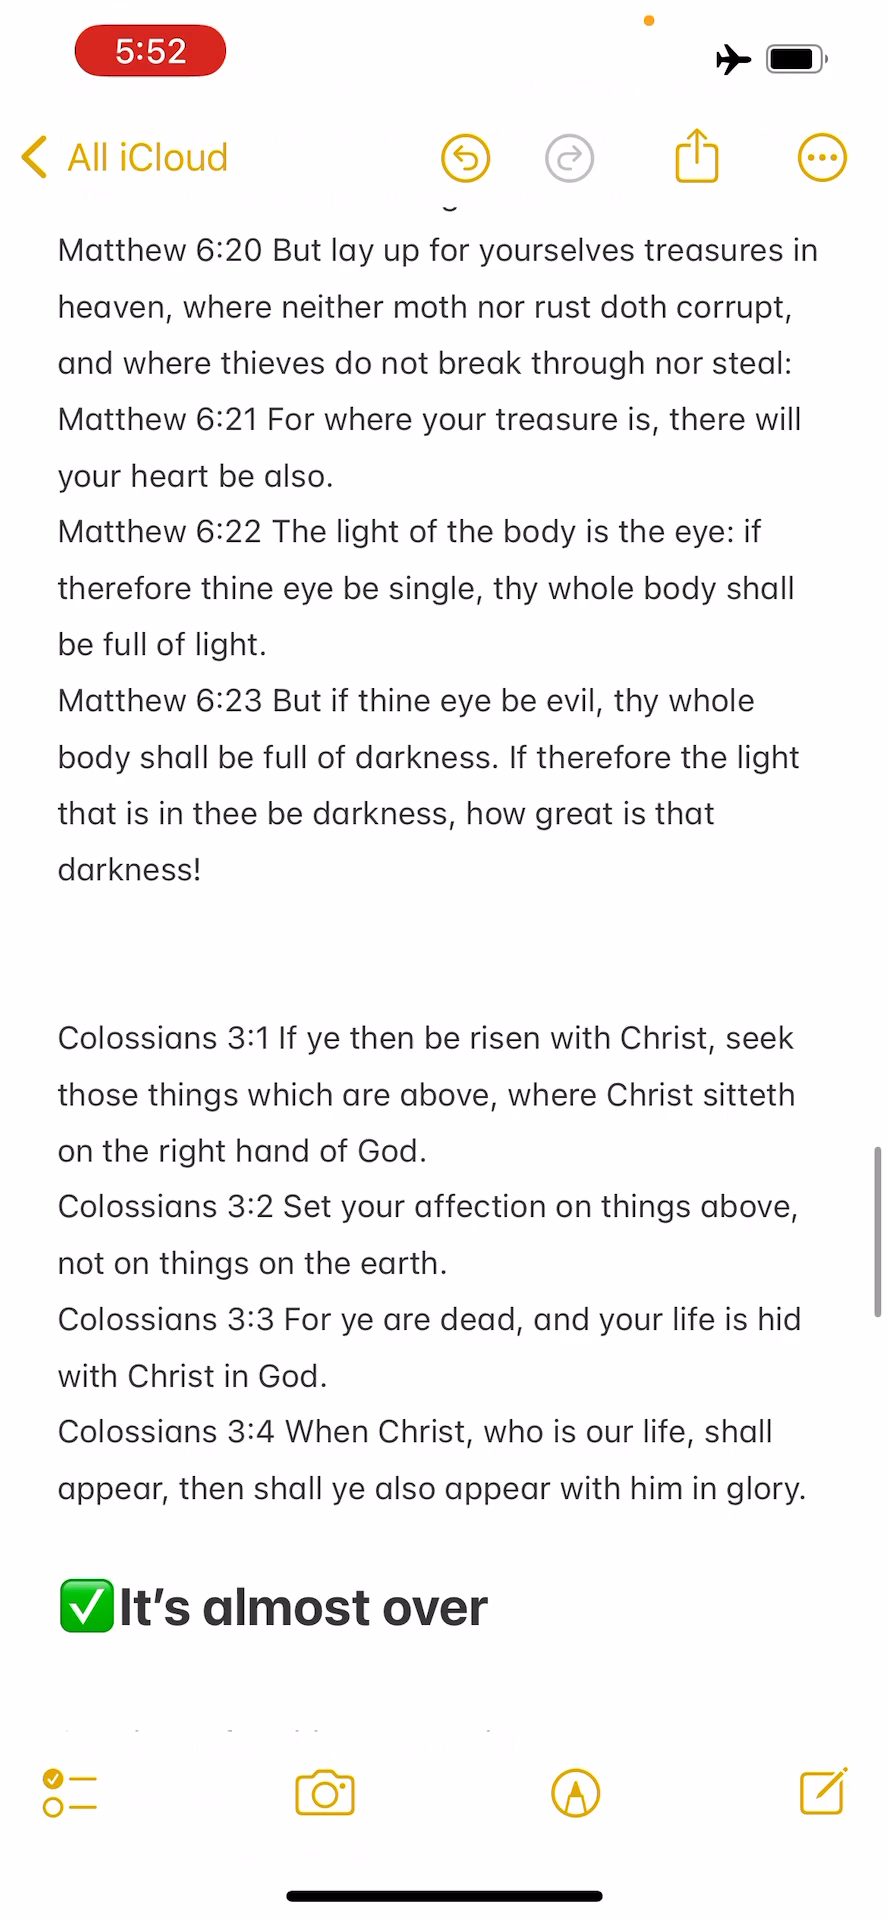 5:52
All iCloud
Matthew 6:20 But lay up for yourselves treasures in
heaven, where neither moth nor rust doth corrupt,
and where thieves do not break through nor steal:
Matthew 6:21 For where your treasure is, there will
your heart be also.
Matthew 6:22 The light of the body is the eye: if
therefore thine eye be single, thy whole body shall
be full of light.
Matthew 6:23 But if thine eye be evil, thy whole
body shall be full of darkness. If therefore the light
that is in thee be darkness, how great is that
darkness!
Colossians 3:1 If ye then be risen with Christ, seek
those things which are above, where Christ sitteth
on the right hand of God.
Colossians 3:2 Set your affection on things above,
not on things on the earth.
Colossians 3:3 For ye are dead, and your life is hid
with Christ in God.
Colossians 3:4 When Christ, who is our life, shall
appear, then shall ye also appear with him in glory.
✅It's almost over